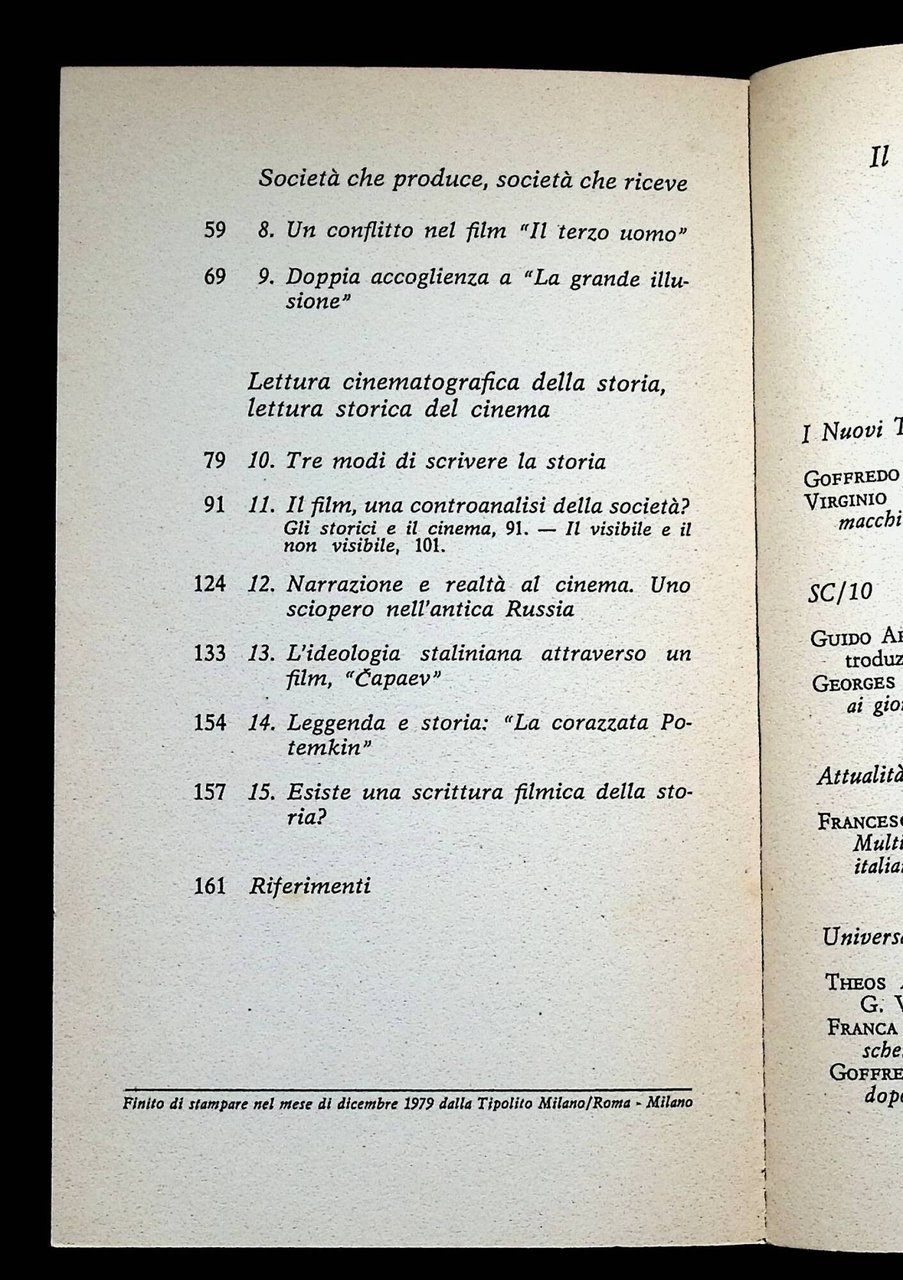 Società che produce, società che riceve
59 8. Un conflitto nel film “Il terzo uomo”
69 9. Doppia accoglienza a “La grande illu-
sione”
Lettura cinematografica della storia,
lettura storica del cinema
79 10. Tre modi di scrivere la storia
91 11. Il film, una controanalisi della società?
Gli storici e il cinema, 91. — Il visibile e il
non visibile, 101.
124 12. Narrazione e realtà al cinema. Uno
sciopero nell'antica Russia
133 13. L'ideologia staliniana attraverso un
film, “Čapaev”
154 14. Leggenda e storia: “La corazzata Po-
temkin”
157 15. Esiste una scrittura filmica della sto-
ria?
161 Riferimenti
Finito di stampare nel mese di dicembre 1979 dalla Tipolito Milano/Roma - Milano
Il
I Nuovi
GOFFREDO
VIRGINIO
macchi
SC/10
GUIDO
troduz
GEORGES
ai gior
Attualità
FRANCESC
Multi
italian
Univers
THEOS
G.
FRANCA
sche
GOFFRE
dopo